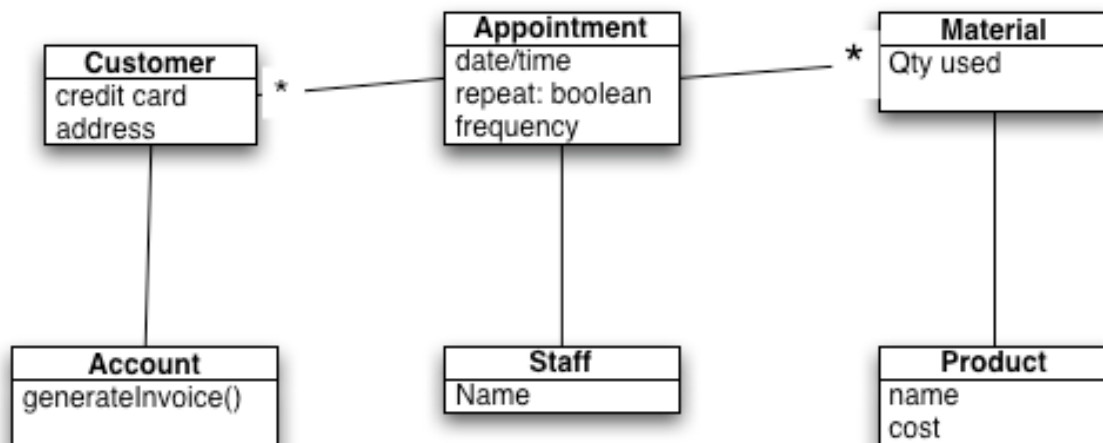 Customer
credit card
address
*
Appointment
date/time
repeat: boolean
frequency
*
Material
Qty used
Account
generateInvoice()
Staff
Name
Product
name
cost